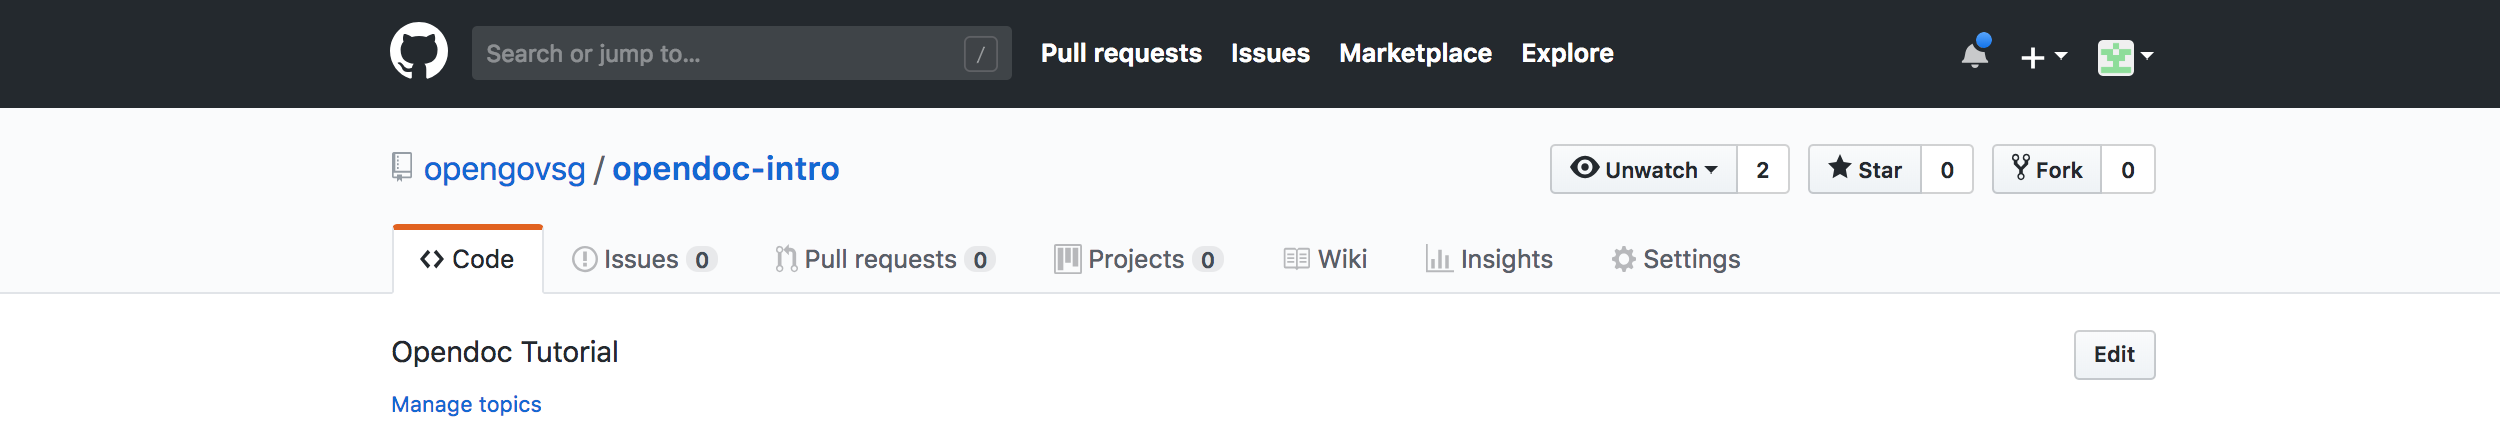 Search or jump to... / Pull requests Issues Marketplace Explore
opengovsg / opendoc-intro Unwatch 2 Star 0 Fork 0
Code Issues 0 Pull requests 0 Projects 0 Wiki Insights Settings
Opendoc Tutorial Edit
Manage topics